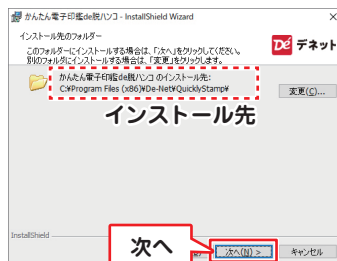 かんたん電子印鑑de脱ハンコ - InstallShield Wizard
インストール先のフォルダー
このフォルダーにインストールする場合は、「次へ」をクリックしてください。
別のフォルダーにインストールする場合は、「変更」をクリックします。
Dé デネット
かんたん電子印鑑de脱ハンコ のインストール先:
C:¥Program Files (x86)¥De-Net¥QuicklyStamp¥
変更(C)...
インストール先
InstallShield
次へ
次へ(N) >
キャンセル